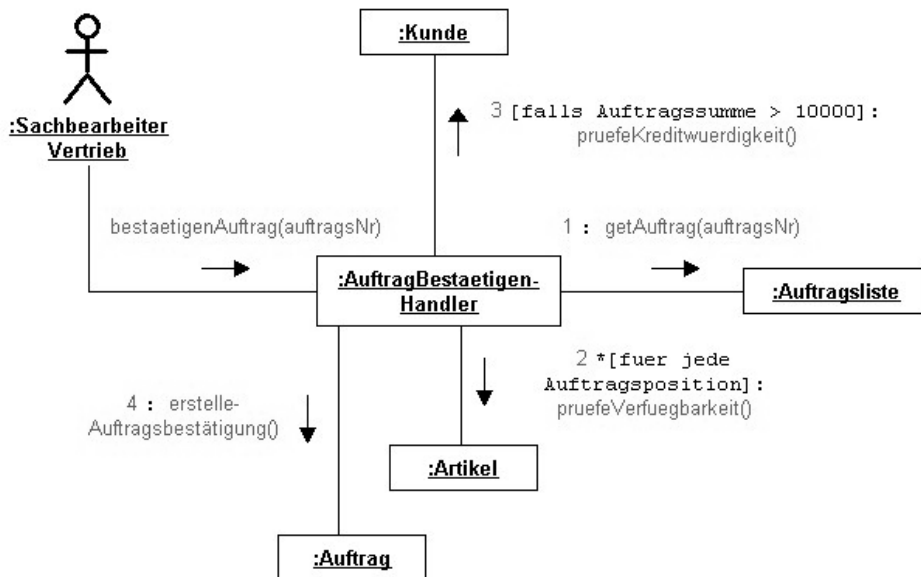 :Kunde
:Sachbearbeiter
Vertrieb
3 [falls Auftragssumme > 10000]:
pruefeKreditwuerdigkeit()
bestaetigenAuftrag(auftragsNr)
1 : getAuftrag(auftragsNr)
:AuftragBestaetigen-
Handler
:Auftragsliste
2 *[fuer jede
Auftragsposition]:
pruefeVerfuegbarkeit()
4 : erstelle-
Auftragsbestätigung()
:Artikel
:Auftrag